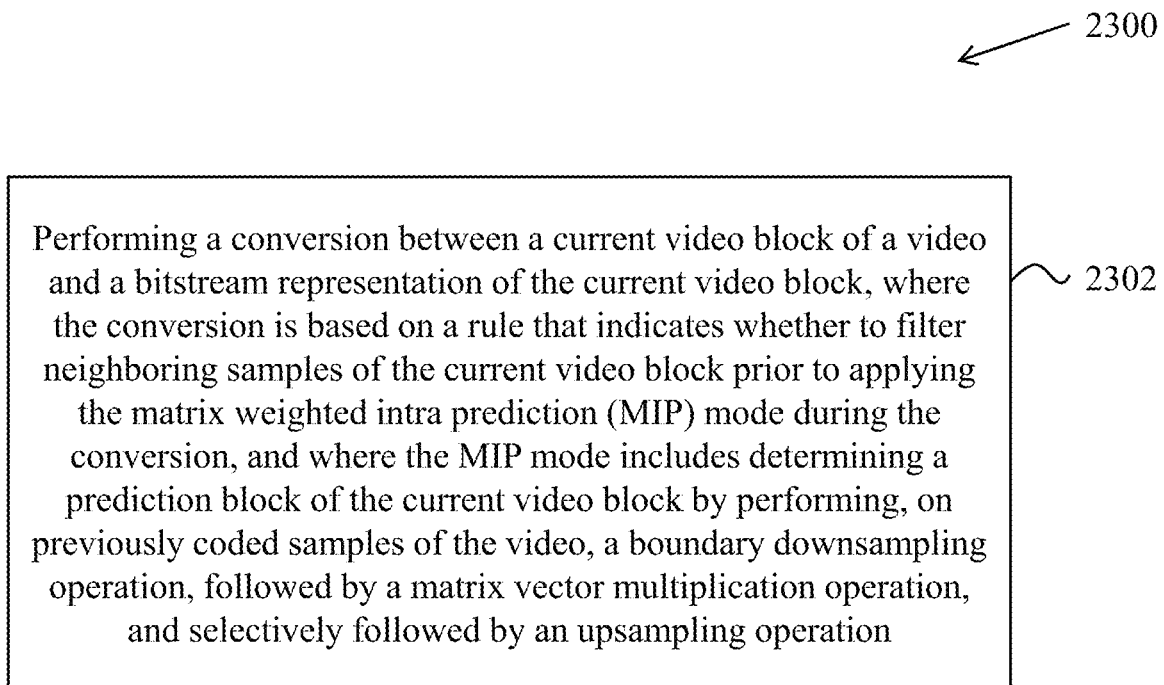 2300
Performing a conversion between a current video block of a video
and a bitstream representation of the current video block, where
the conversion is based on a rule that indicates whether to filter
neighboring samples of the current video block prior to applying
the matrix weighted intra prediction (MIP) mode during the
conversion, and where the MIP mode includes determining a
prediction block of the current video block by performing, on
previously coded samples of the video, a boundary downsampling
operation, followed by a matrix vector multiplication operation,
and selectively followed by an upsampling operation
2302